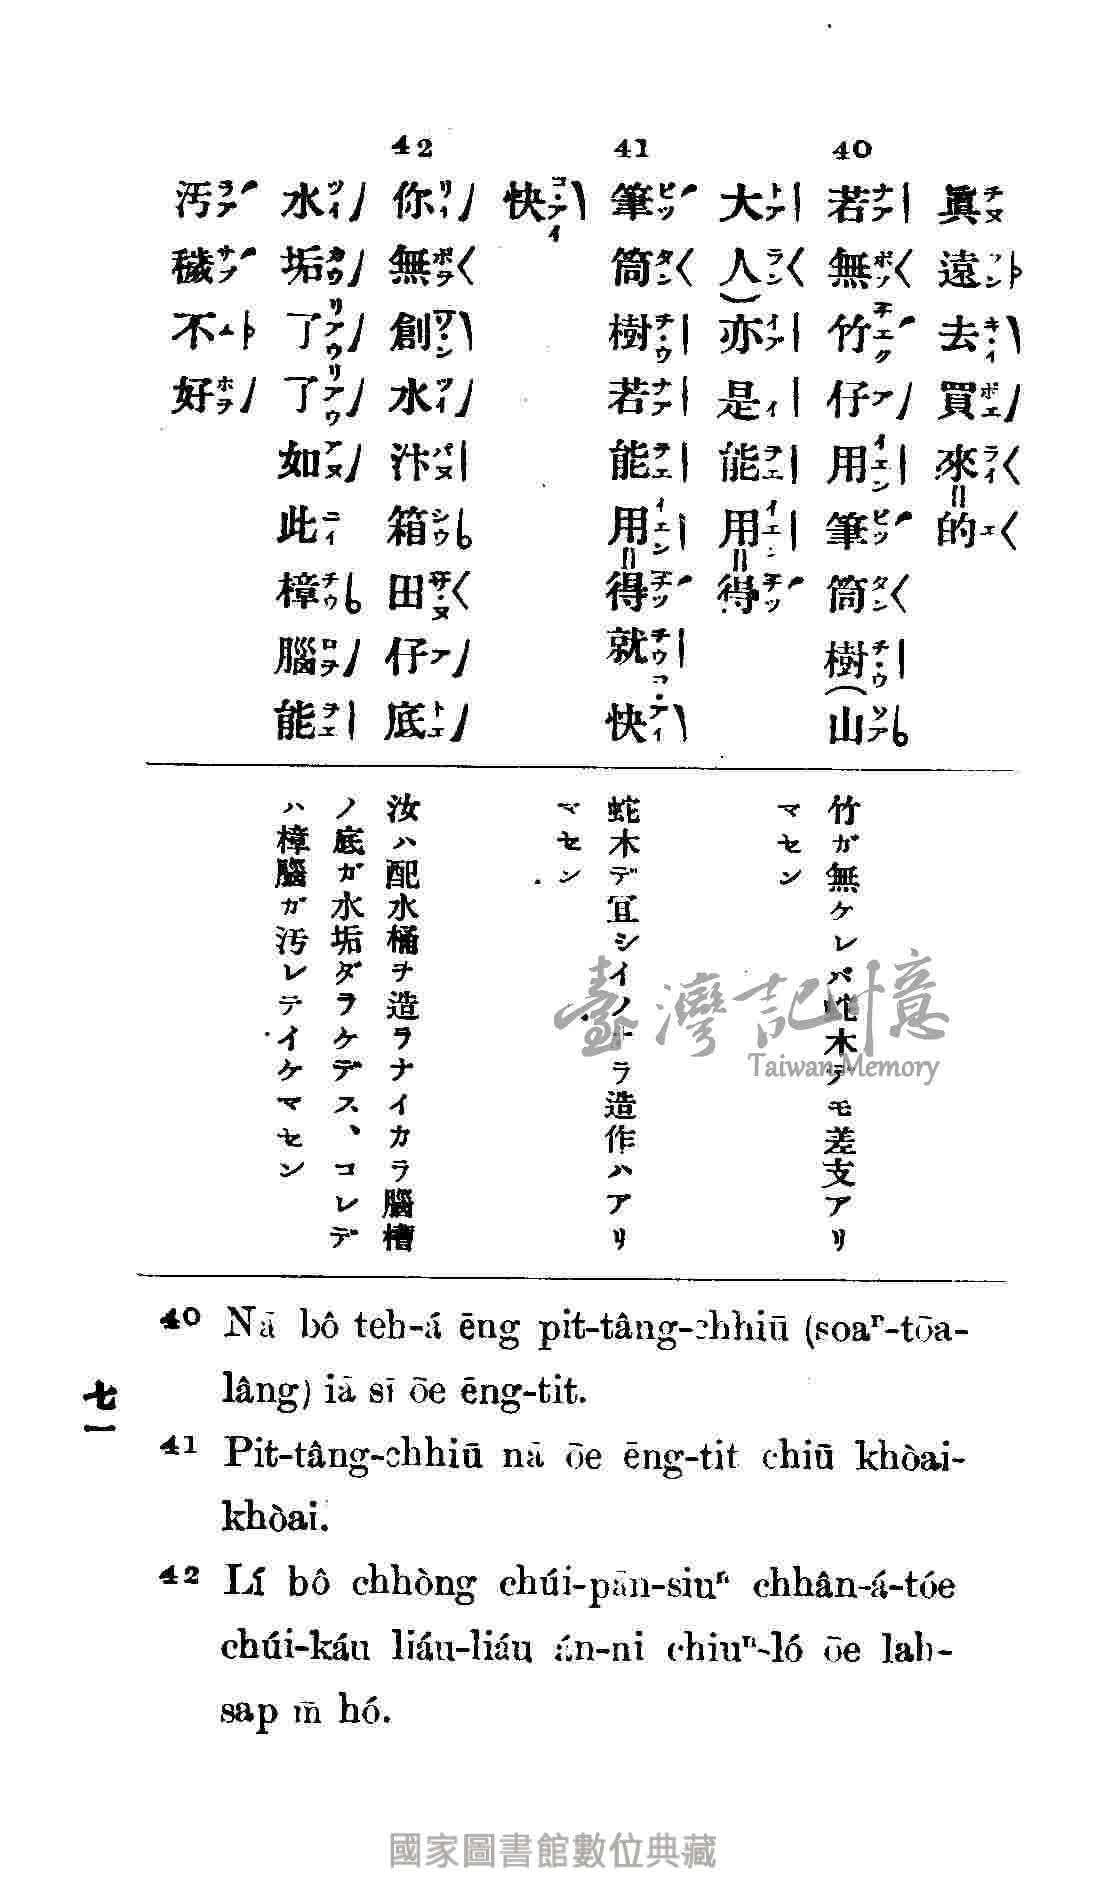 眞遠去買來的
40
若無竹仔用筆筒樹(山
大人)亦是能用得
41
筆筒樹若能用得就快
快
42
你無創水汴箱田仔底
水垢了了如此樟腦能
汚穢不好
竹ガ無ケレバ蛇木デモ差支アリ
マセン
蛇木デ宜シイノナラ造作ハアリ
マセン
汝ハ配水桶ヲ造ラナイカラ腦槽
ノ底ガ水垢ダラケデス、コレデ
ハ樟腦ガ汚レテイケマセン
40 Nā bô teh-á ēng pit-tâng-chhiū (soaⁿ-tōa-
lâng) iā sī ōe ēng-tit.
41 Pit-tâng-chhiū nā ōe ēng-tit chiū khòai-
khòai.
42 Lí bô chhòng chúi-pān-siuⁿ chhân-á-tóe
chúi-káu liáu-liáu án-ni chiuⁿ-ló ōe lah-
sap m̄ hó.
七一
臺灣記憶
Taiwan Memory
國家圖書館數位典藏